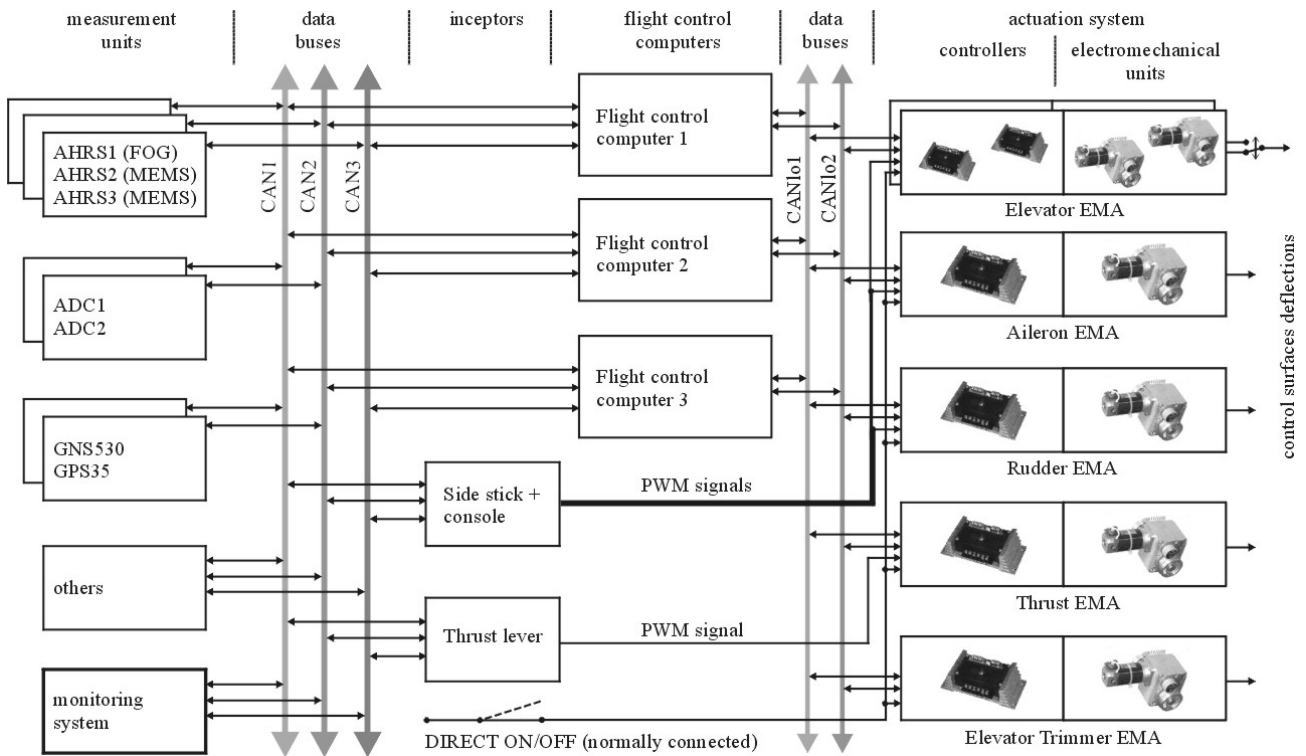 measurement
units
data
buses
inceptors
flight control
computers
data
buses
actuation system
controllers
electromechanical
units
AHRS1 (FOG)
AHRS2 (MEMS)
AHRS3 (MEMS)
CAN1
CAN2
CAN3
Flight control
computer 1
CANlo1
CANlo2
Elevator EMA
ADC1
ADC2
Flight control
computer 2
Aileron EMA
control surfaces deflections
GNS530
GPS35
Flight control
computer 3
Rudder EMA
Side stick +
console
PWM signals
others
Thrust lever
PWM signal
Thrust EMA
monitoring
system
DIRECT ON/OFF (normally connected)
Elevator Trimmer EMA